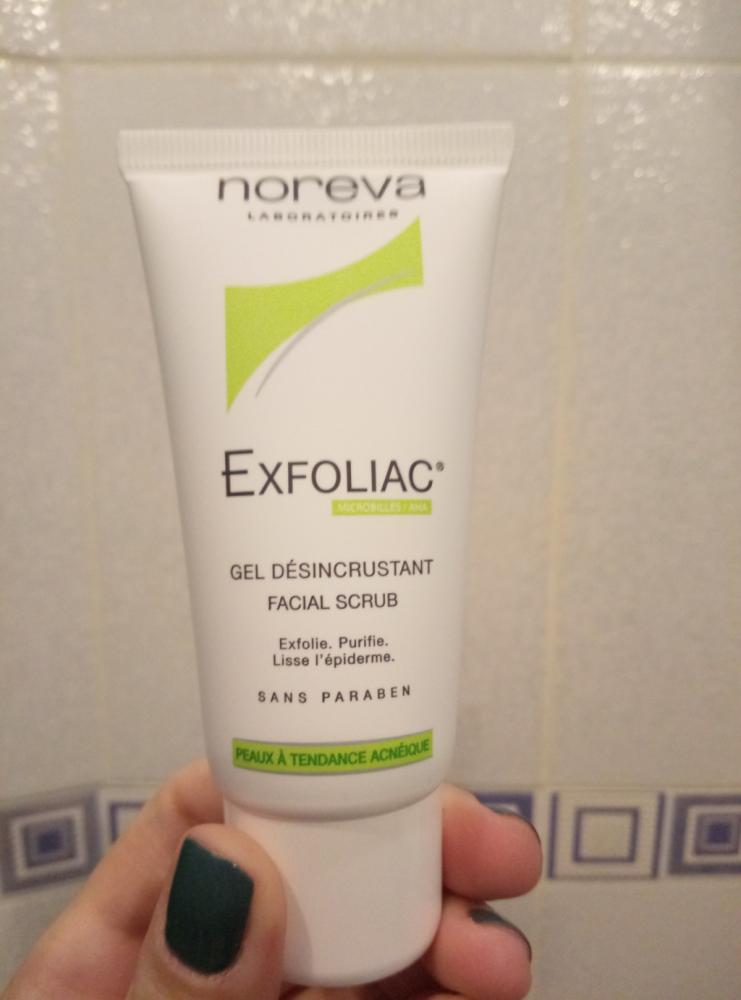 noreva
LABORATOIRES
EXFOLIAC®
MICROBILLES / AHA
GEL DÉSINCRUSTANT
FACIAL SCRUB
Exfolie. Purifie.
Lisse l'épiderme.
SANS PARABEN
PEAUX À TENDANCE ACNÉIQUE